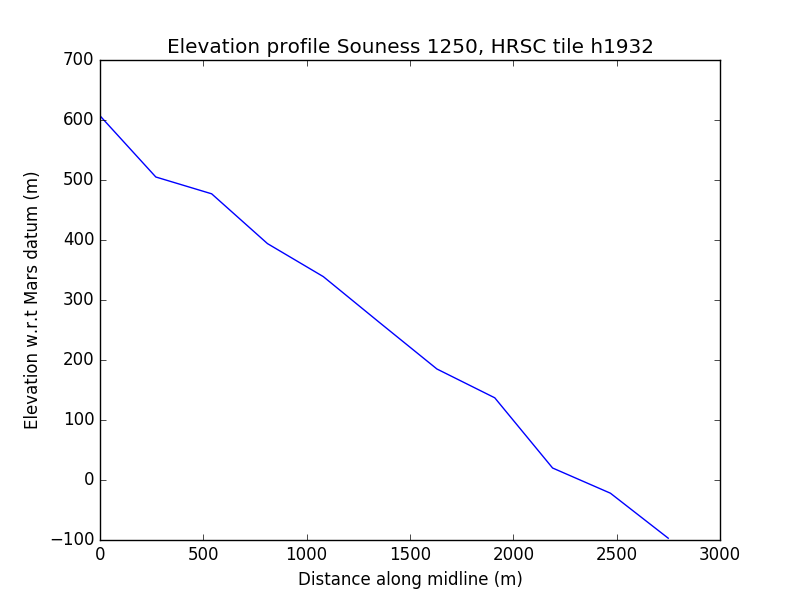 Elevation profile Souness 1250, HRSC tile h1932
700
600
500
400
300
200
100
0
−100
Elevation w.r.t Mars datum (m)
0 500 1000 1500 2000 2500 3000
Distance along midline (m)